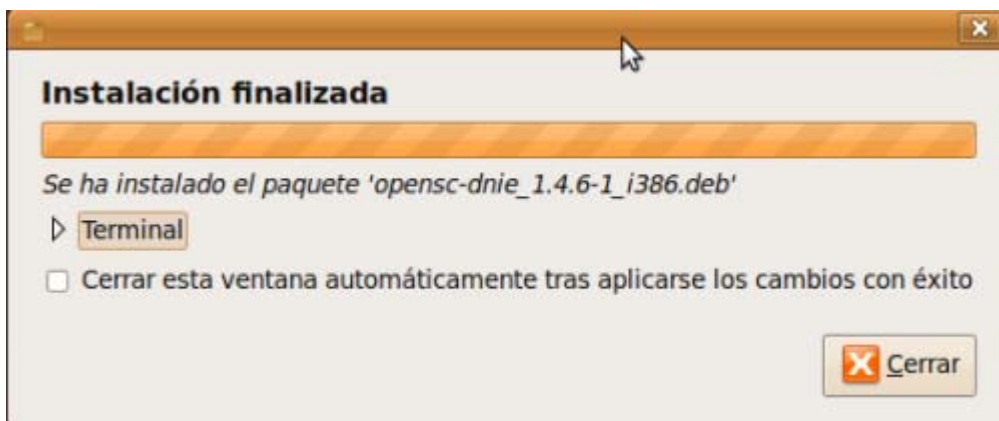 Instalación finalizada
Se ha instalado el paquete 'opensc-dnie_1.4.6-1_i386.deb'
Terminal
Cerrar esta ventana automáticamente tras aplicarse los cambios con éxito
Cerrar